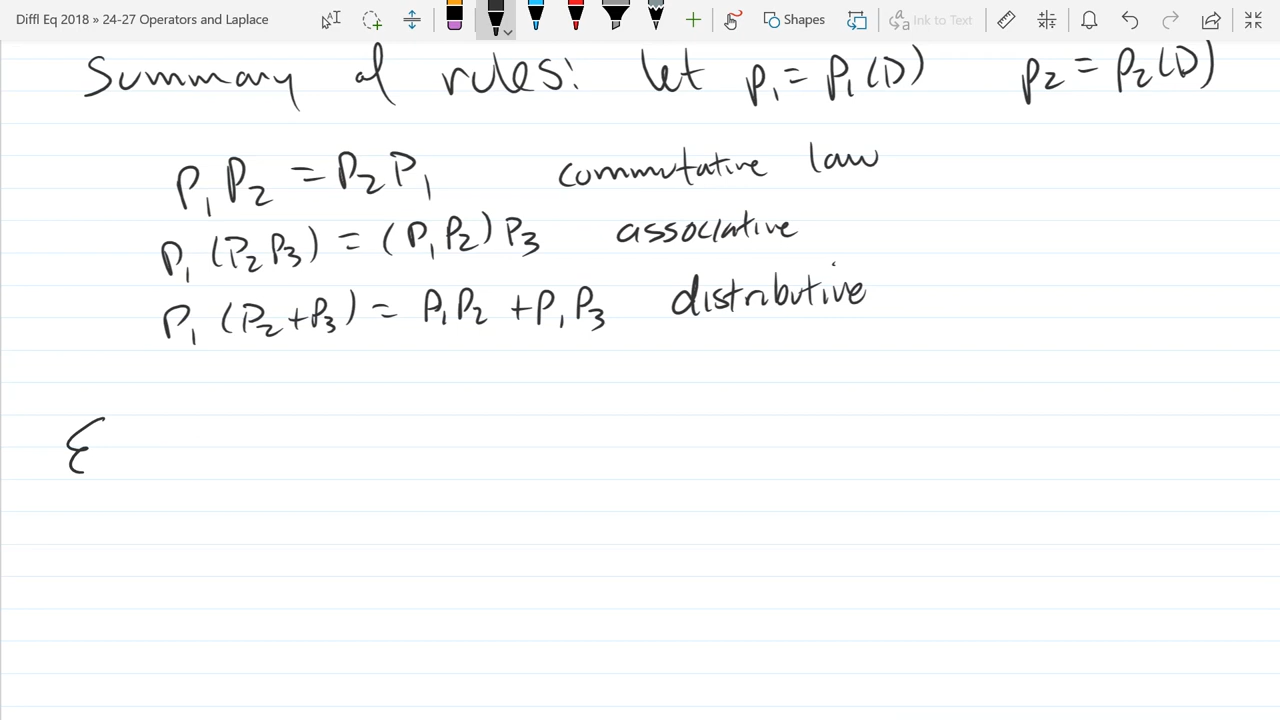 Diffl Eq 2018 » 24-27 Operators and Laplace
Shapes
Ink to Text
Summary of rules: let p₁ = p₁(D) p₂ = p₂(D)
P₁P₂ = P₂P₁ commutative law
P₁(P₂P₃) = (P₁P₂)P₃ associative
P₁(P₂+P₃) = P₁P₂ + P₁P₃ distributive